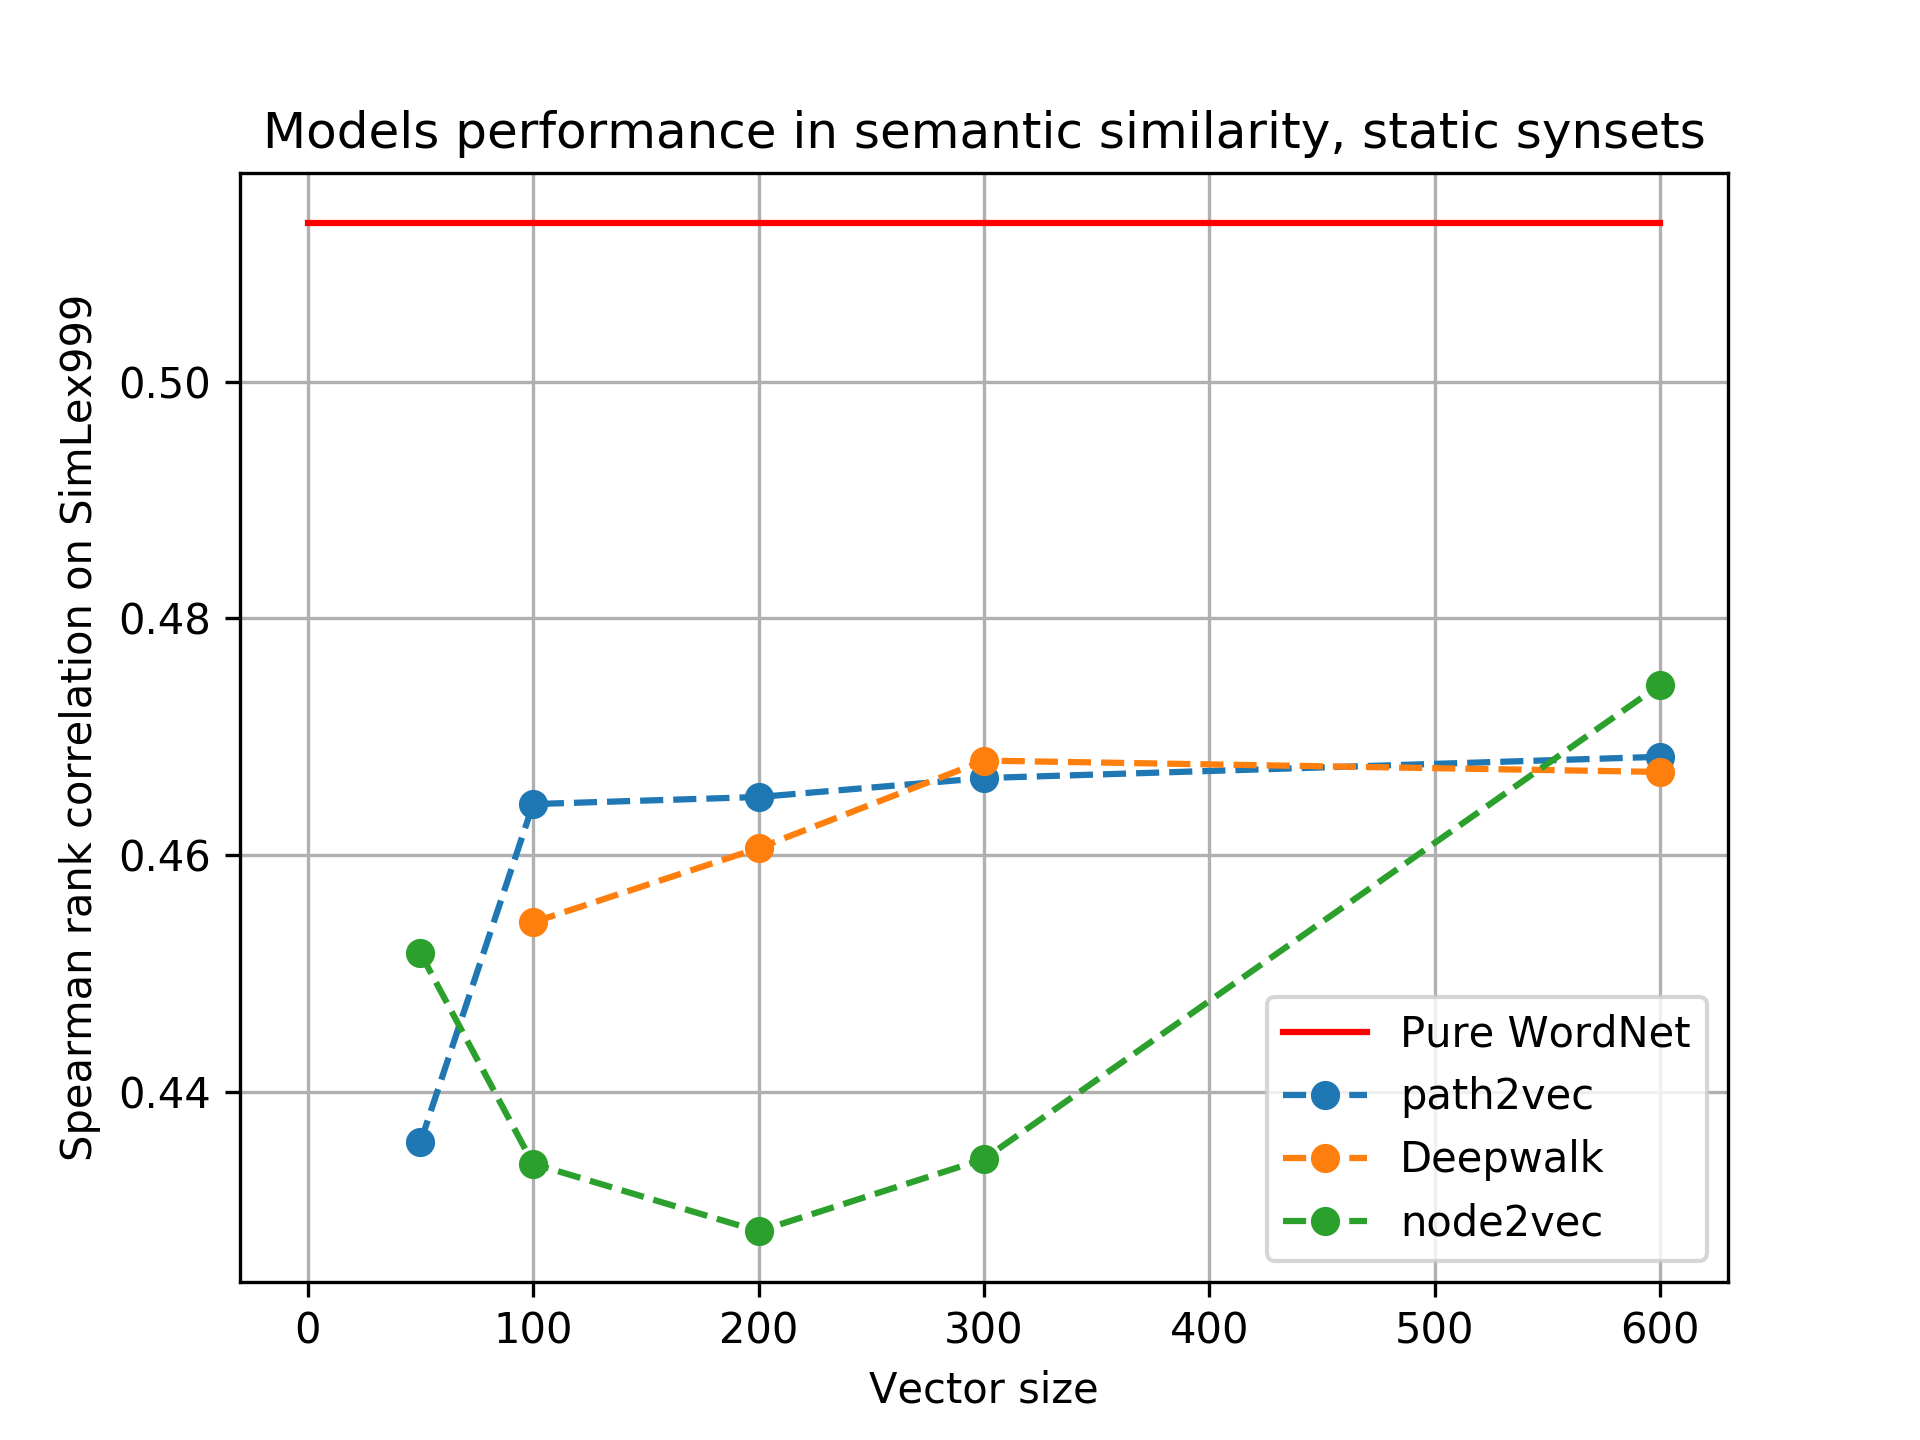 Models performance in semantic similarity, static synsets
Spearman rank correlation on SimLex999
0.50
0.48
0.46
0.44
0
100
200
300
400
500
600
Vector size
Pure WordNet
path2vec
Deepwalk
node2vec